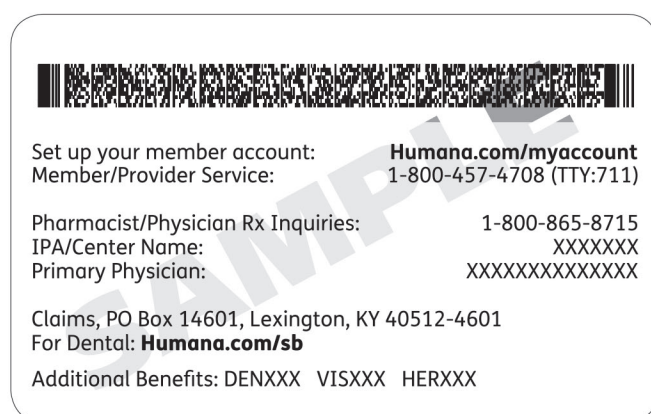 SAMPLE
Set up your member account: Humana.com/myaccount
Member/Provider Service: 1-800-457-4708 (TTY:711)
Pharmacist/Physician Rx Inquiries: 1-800-865-8715
IPA/Center Name: XXXXXXX
Primary Physician: XXXXXXXXXXXXXX
Claims, PO Box 14601, Lexington, KY 40512-4601
For Dental: Humana.com/sb
Additional Benefits: DENXXX VISXXX HERXXX